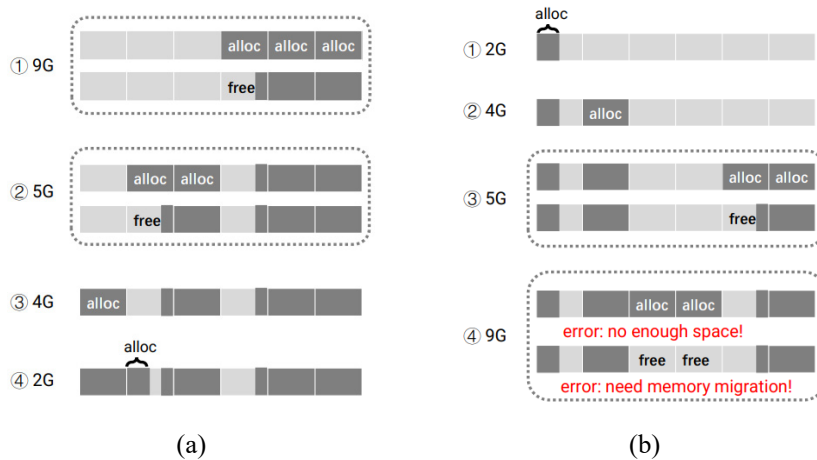 ① 9G
alloc alloc alloc
free
② 5G
alloc alloc
free
③ 4G
alloc
alloc
④ 2G
(a)
alloc
① 2G
② 4G
alloc
③ 5G
alloc alloc
free
④ 9G
alloc alloc
error: no enough space!
free free
error: need memory migration!
(b)